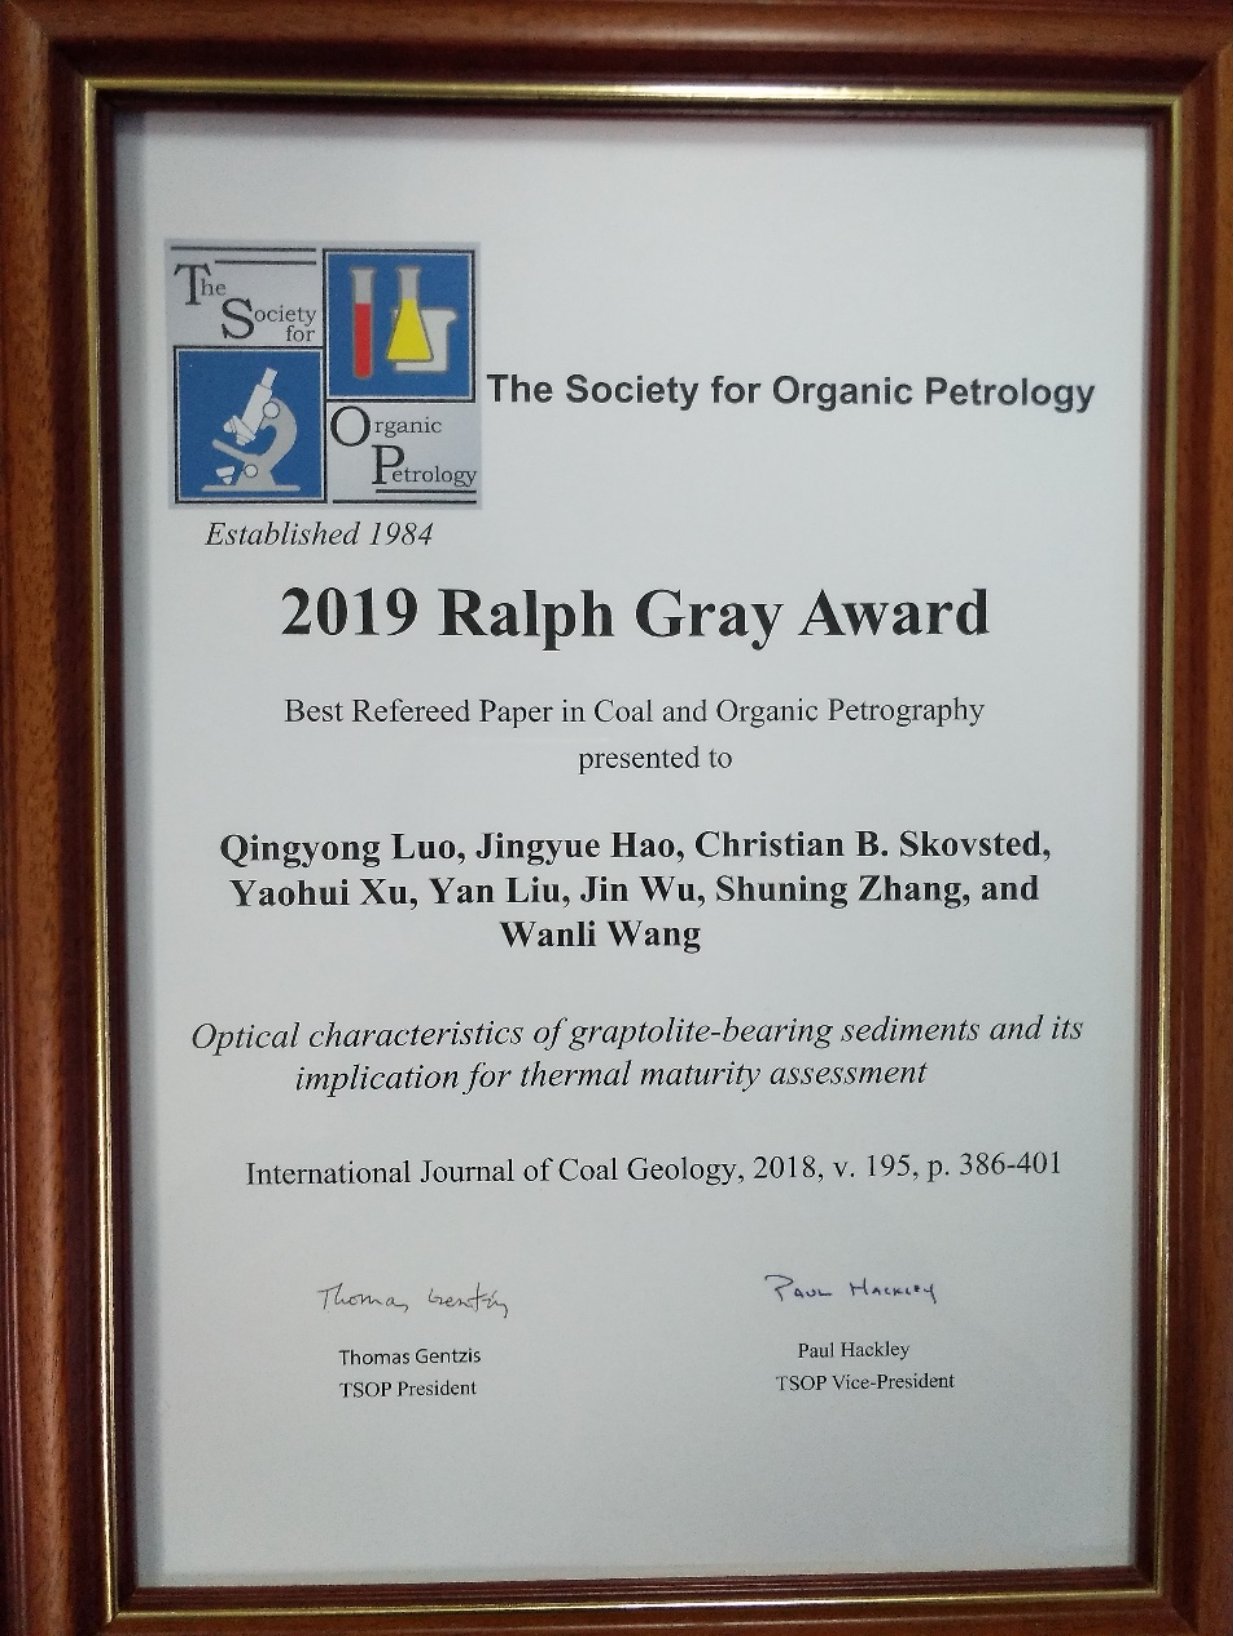 The
Society
for
Organic
Petrology
The Society for Organic Petrology
Established 1984
2019 Ralph Gray Award
Best Refereed Paper in Coal and Organic Petrography
presented to
Qingyong Luo, Jingyue Hao, Christian B. Skovsted,
Yaohui Xu, Yan Liu, Jin Wu, Shuning Zhang, and
Wanli Wang
Optical characteristics of graptolite-bearing sediments and its
implication for thermal maturity assessment
International Journal of Coal Geology, 2018, v. 195, p. 386-401
Thomas Gentzis
Thomas Gentzis
TSOP President
Paul Hackley
Paul Hackley
TSOP Vice-President